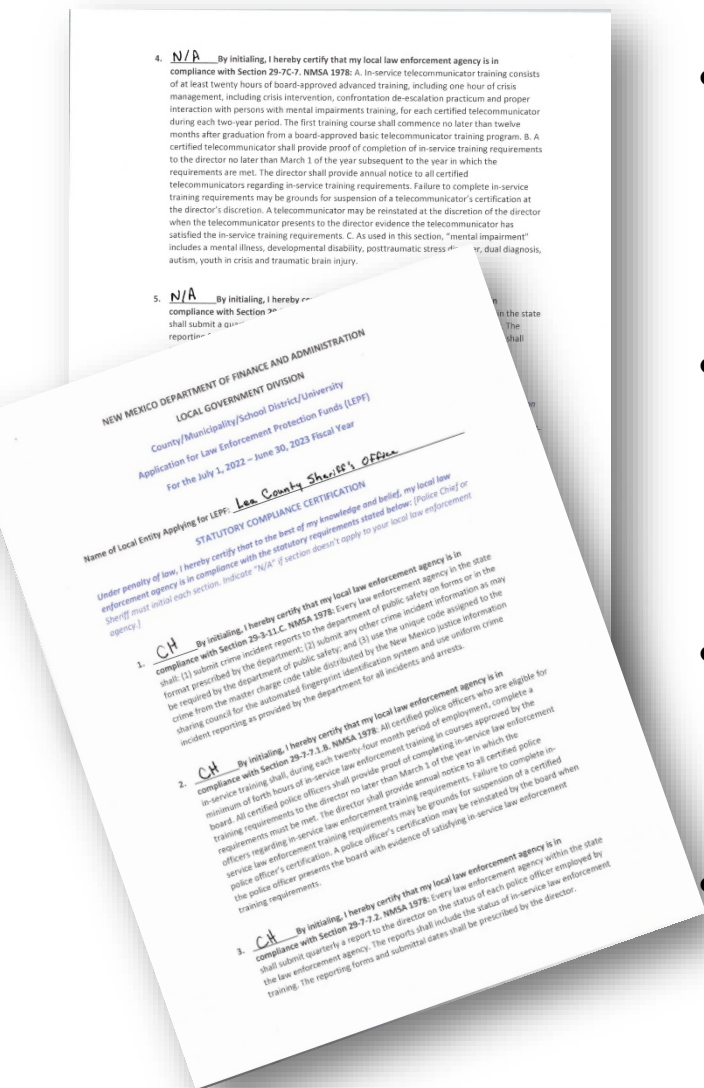 4. N/A By initialing, I hereby certify that my local law enforcement agency is in
compliance with Section 29-7C-7. NMSA 1978: A. In-service telecommunicator training consists
of at least twenty hours of board-approved advanced training, including one hour of crisis
management, including crisis intervention, confrontation de-escalation practicum and proper
interaction with persons with mental impairments training, for each certified telecommunicator
during each two-year period. The first training course shall commence no later than twelve
months after graduation from a board-approved basic telecommunicator training program. B. A
certified telecommunicator shall provide proof of completion of in-service training requirements
to the director no later than March 1 of the year subsequent to the year in which the
requirements are met. The director shall provide annual notice to all certified
telecommunicators regarding in-service training requirements. Failure to complete in-service
training requirements may be grounds for suspension of a telecommunicator's certification at
the director's discretion. A telecommunicator may be reinstated at the discretion of the director
when the telecommunicator presents to the director evidence the telecommunicator has
satisfied the in-service training requirements. C. As used in this section, "mental impairment"
includes a mental illness, developmental disability, posttraumatic stress dual diagnosis,
autism, youth in crisis and traumatic brain injury.
5. N/A By initialing, I hereby
compliance with Section in the state
shall submit a The
reporting shall
NEW MEXICO DEPARTMENT OF FINANCE AND ADMINISTRATION
LOCAL GOVERNMENT DIVISION
County/Municipality/School District/University
Application for Law Enforcement Protection Funds (LEPF)
For the July 1, 2022 – June 30, 2023 Fiscal Year
Name of Local Entity Applying for LEPF: Lea County Sheriff's Office
STATUTORY COMPLIANCE CERTIFICATION
Under penalty of law, I hereby certify that to the best of my knowledge and belief, my local law
enforcement agency is in compliance with the statutory requirements stated below: [Police Chief or
Sheriff must initial each section. Indicate "N/A" if section doesn't apply to your local law enforcement
agency.]
1. CH By initialing, I hereby certify that my local law enforcement agency is in
compliance with Section 29-3-11.C. NMSA 1978: Every law enforcement agency in the state
shall: (1) submit crime incident reports to the department of public safety on forms or in the
format prescribed by the department; (2) submit any other crime incident information as may
be required by the department of public safety; and (3) use the unique code assigned to the
crime from the master charge code table distributed by the New Mexico justice information
sharing council for the automated fingerprint identification system and use uniform crime
incident reporting as provided by the department for all incidents and arrests.
2. CH By initialing, I hereby certify that my local law enforcement agency is in
compliance with Section 29-7-7.1.B. NMSA 1978: All certified police officers who are eligible for
in-service training shall, during each twenty-four month period of employment, complete a
minimum of forth hours of in-service law enforcement training in courses approved by the
board. All certified police officers shall provide proof of completing in-service law enforcement
training requirements to the director no later than March 1 of the year in which the
requirements must be met. The director shall provide annual notice to all certified police
officers regarding in-service law enforcement training requirements. Failure to complete in-
service law enforcement training requirements may be grounds for suspension of a certified
police officer's certification. A police officer's certification may be reinstated by the board when
the police officer presents the board with evidence of satisfying in-service law enforcement
training requirements.
3. CH By initialing, I hereby certify that my local law enforcement agency is in
compliance with Section 29-7-7.2. NMSA 1978: Every law enforcement agency within the state
shall submit quarterly a report to the director on the status of each police officer employed by
the law enforcement agency. The reports shall include the status of in-service law enforcement
training. The reporting forms and submittal dates shall be prescribed by the director.